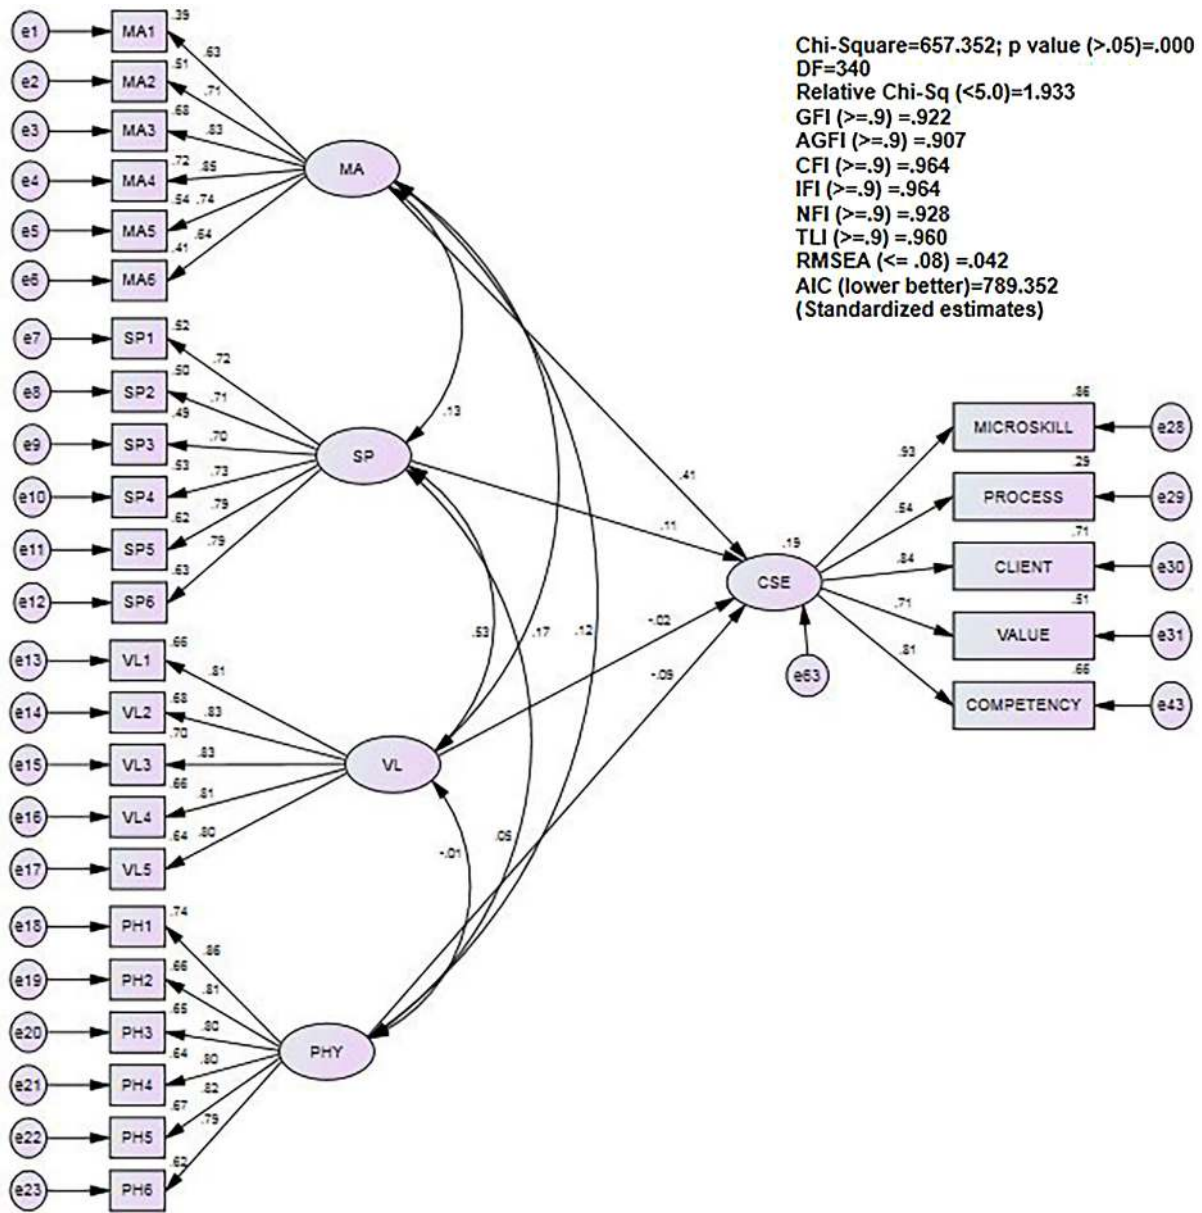 e1 MA1 .39
.63
e2 MA2 .51
.71
e3 MA3 .68
.83
e4 MA4 .72
.85
e5 MA5 .54 .74
e6 MA6 .41 .64
MA
Chi-Square=657.352; p value (>.05)=.000
DF=340
Relative Chi-Sq (<5.0)=1.933
GFI (>=.9) =.922
AGFI (>=.9) =.907
CFI (>=.9) =.964
IFI (>=.9) =.964
NFI (>=.9) =.928
TLI (>=.9) =.960
RMSEA (<= .08) =.042
AIC (lower better)=789.352
(Standardized estimates)
e7 SP1 .52
.72
e8 SP2 .50
.71
e9 SP3 .49
.70
e10 SP4 .53
.73
e11 SP5 .62
.79
e12 SP6 .63
.79
SP
.13
.41
.11
.53
.17
.12
-.02
-.09
.05
-.01
e13 VL1 .66
.81
e14 VL2 .68
.83
e15 VL3 .70
.83
e16 VL4 .66
.81
e17 VL5 .64 .80
VL
e18 PH1 .74
.86
e19 PH2 .66
.81
e20 PH3 .65
.80
e21 PH4 .64
.80
e22 PH5 .67
.82
e23 PH6 .62
.79
PHY
CSE .19
e63
.93 MICROSKILL .86 e28
.54 PROCESS .29 e29
.84 CLIENT .71 e30
.71 VALUE .51 e31
.81 COMPETENCY .66 e43